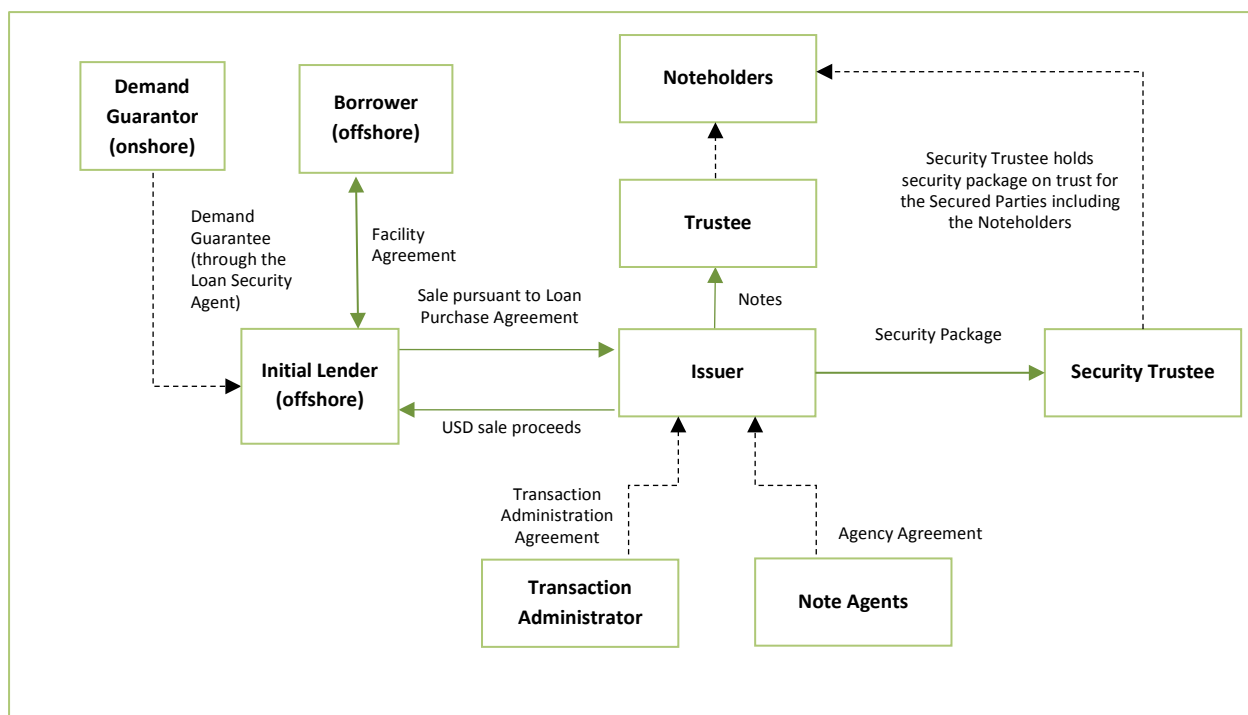 Demand
Guarantor
(onshore)
Borrower
(offshore)
Noteholders
Security Trustee holds
security package on trust for
the Secured Parties including
the Noteholders
Trustee
Demand
Guarantee
(through the
Loan Security
Agent)
Facility
Agreement
Sale pursuant to Loan
Purchase Agreement
Notes
Security Package
Initial Lender
(offshore)
Issuer
Security Trustee
USD sale proceeds
Transaction
Administration
Agreement
Agency Agreement
Transaction
Administrator
Note Agents